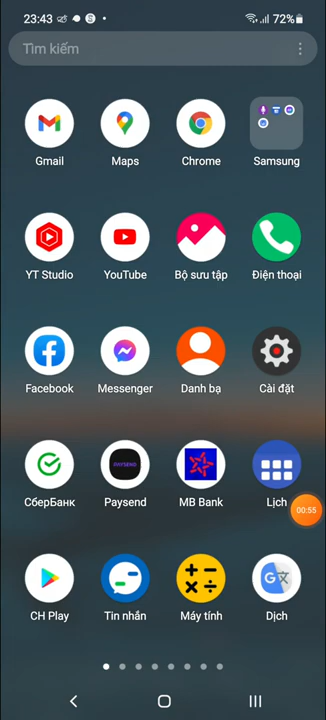 23:43
72%
Tìm kiếm
Gmail
Maps
Chrome
Samsung
YT Studio
YouTube
Bộ sưu tập
Điện thoại
Facebook
Messenger
Danh bạ
Cài đặt
PAYSEND
СберБанк
Paysend
MB Bank
Lịch
00:55
CH Play
Tin nhắn
Máy tính
Dịch